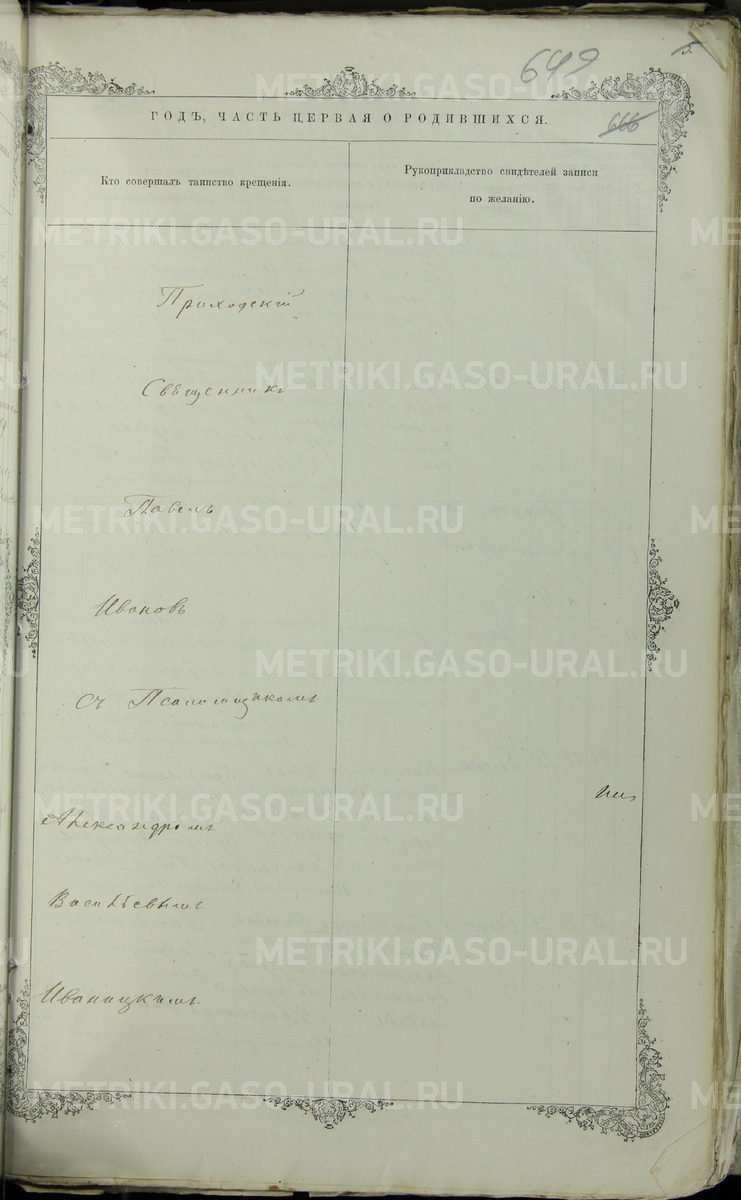 649
5.
ГОДЪ, ЧАСТЬ ПЕРВАЯ О РОДИВШИХСЯ.
666
Кто совершалъ таинство крещенія.
Рукоприкладство свидѣтелей записи
по желанію.
Приходскій
Священникъ
Павелъ
Ивановъ
Съ Псаломщикомъ
Александромъ
Васильевымъ
Иваницкимъ.
METRIKI.GASO-URAL.RU